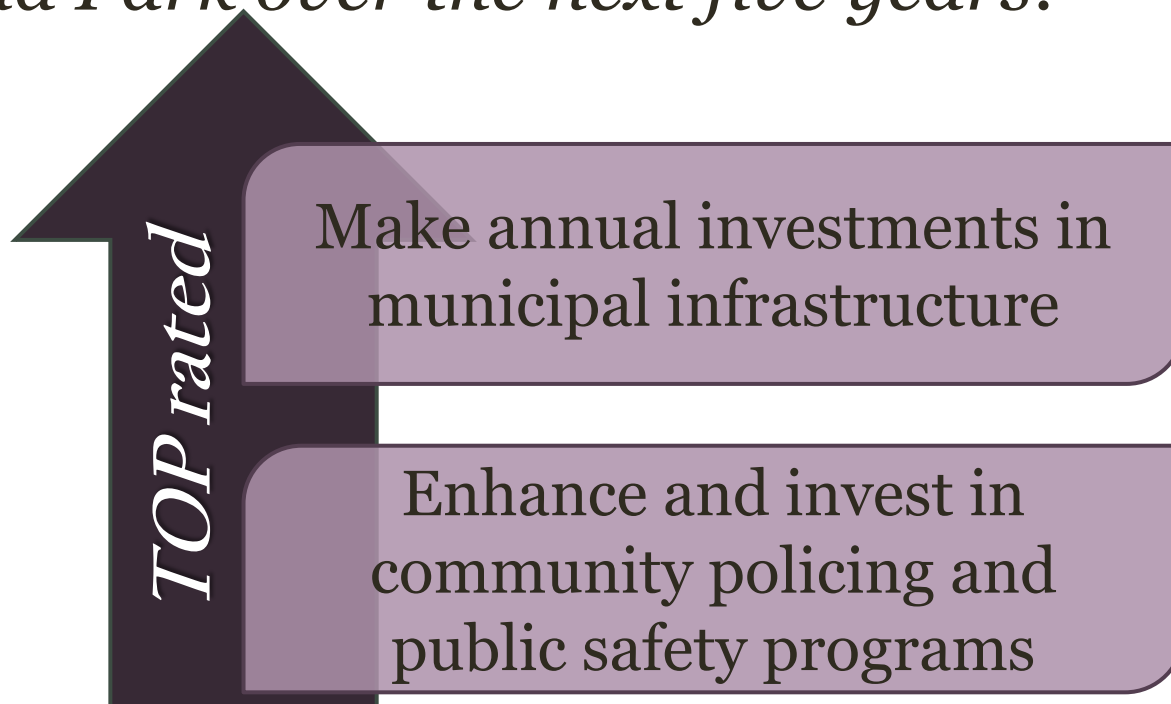 Park over the next five years?
TOP rated
Make annual investments in
municipal infrastructure
Enhance and invest in
community policing and
public safety programs